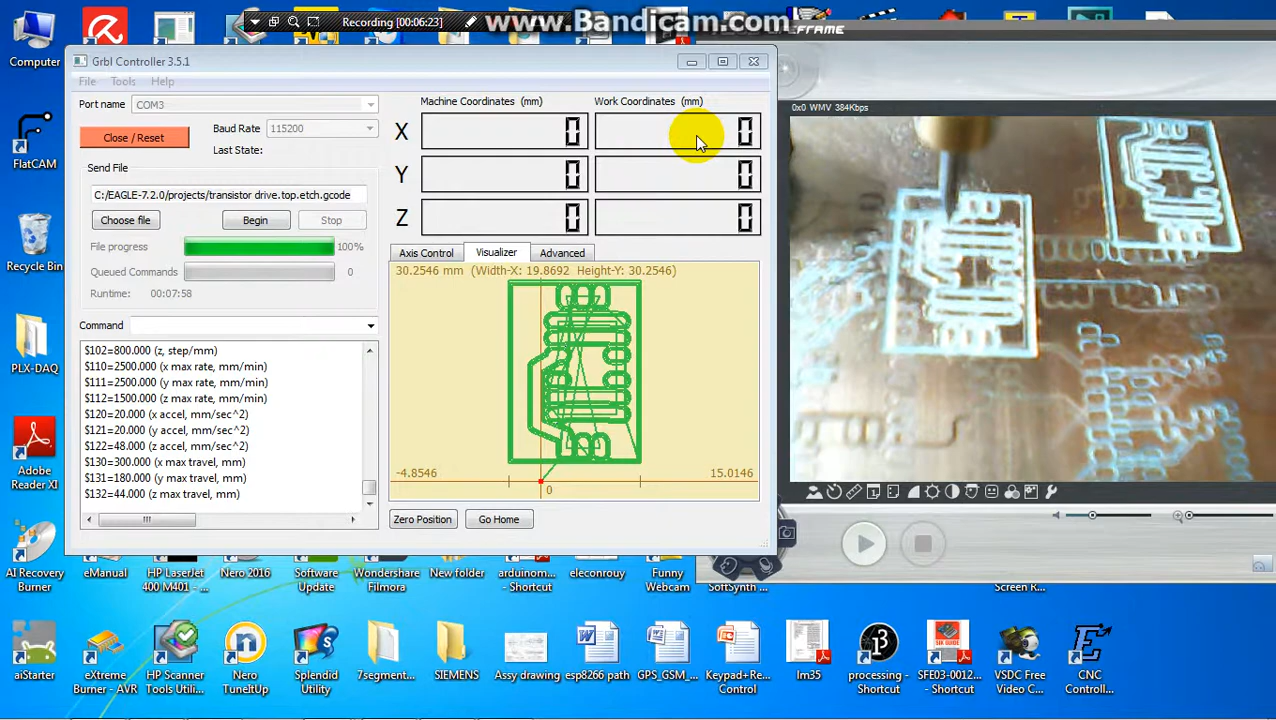 Recording [00:06:23]
www.Bandicam.com
Grbl Controller 3.5.1
File Tools Help
Port name COM3
Close / Reset
Baud Rate 115200
Last State:
Send File
C:/EAGLE-7.2.0/projects/transistor drive.top.etch.gcode
Choose file Begin Stop
File progress 100%
Queued Commands 0
Runtime: 00:07:58
Command
$102=800.000 (z, step/mm)
$110=2500.000 (x max rate, mm/min)
$111=2500.000 (y max rate, mm/min)
$112=1500.000 (z max rate, mm/min)
$120=20.000 (x accel, mm/sec^2)
$121=20.000 (y accel, mm/sec^2)
$122=48.000 (z accel, mm/sec^2)
$130=300.000 (x max travel, mm)
$131=180.000 (y max travel, mm)
$132=44.000 (z max travel, mm)
Machine Coordinates (mm) Work Coordinates (mm)
X 0 0
Y 0 0
Z 0 0
Axis Control Visualizer Advanced
30.2546 mm (Width-X: 19.8692 Height-Y: 30.2546)
-4.8546 15.0146
0
Zero Position Go Home
0x0 WMV 384Kbps
Computer
FlatCAM
Recycle Bin
PLX-DAQ
Adobe
Reader XI
AI Recovery
Burner
eManual
HP LaserJet
400 M401 -...
Nero 2016
Software
Update
Wondershare
Filmora
New folder
arduinom...
- Shortcut
eleconrouy
Funny
Webcam
SoftSynth ...
Screen R...
aiStarter
eXtreme
Burner - AVR
HP Scanner
Tools Utili...
Nero
TuneItUp
Splendid
Utility
7segment...
SIEMENS
Assy drawing
esp8266 path
GPS_GSM_...
Keypad+Re...
Control
lm35
processing -
Shortcut
SFE03-0012...
- Shortcut
VSDC Free
Video C...
CNC
Controll...